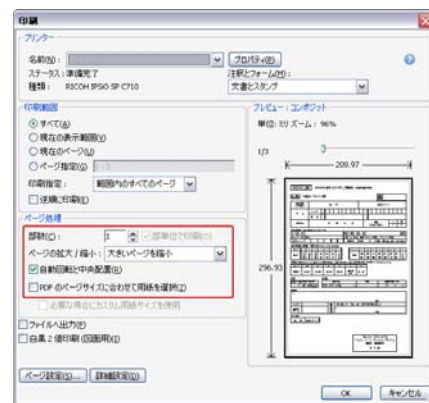 印刷
プリンター
名前(N): プロパティ(P)
ステータス: 準備完了 注釈とフォーム(M):
種類: RICOH IPSiO SP C710 文書とスタンプ
印刷範囲 プレビュー: コンポジット
すべて(A) 単位: ミリ ズーム: 96%
現在の表示範囲(V)
現在のページ(U) 1/3
ページ指定(G) 209.97
印刷指定: 範囲内のすべてのページ
逆順に印刷(E)
ページ処理
部数(C): 1 部単位で印刷(O)
ページの拡大/縮小: 大きいページを縮小
自動回転と中央配置(R) 296.93
PDF のページサイズに合わせて用紙を選択(Z)
必要な場合にカスタム用紙サイズを使用
ファイルへ出力(F)
白黒 2 値印刷 (図面用)(I)
ページ設定(S)... 詳細設定(D)
OK キャンセル